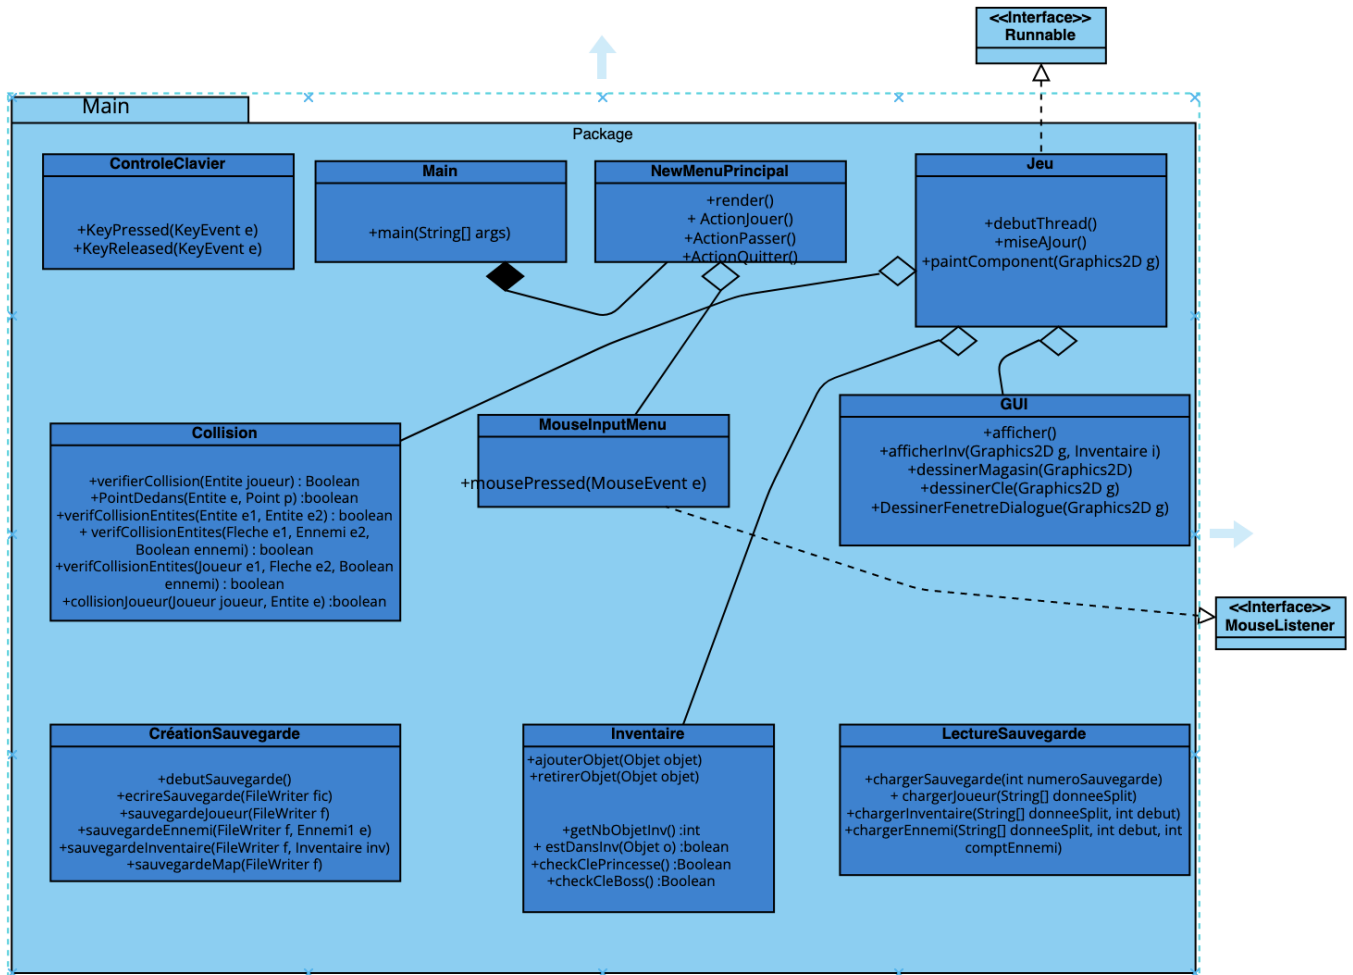 <<Interface>>
Runnable
Main
Package
ControleClavier
+KeyPressed(KeyEvent e)
+KeyReleased(KeyEvent e)
Main
+main(String[] args)
NewMenuPrincipal
+render()
+ ActionJouer()
+ActionPasser()
+ActionQuitter()
Jeu
+debutThread()
+miseAJour()
+paintComponent(Graphics2D g)
Collision
+verifierCollision(Entite joueur) : Boolean
+PointDedans(Entite e, Point p) :boolean
+verifCollisionEntites(Entite e1, Entite e2) : boolean
+ verifCollisionEntites(Fleche e1, Ennemi e2,
Boolean ennemi) : boolean
+verifCollisionEntites(Joueur e1, Fleche e2, Boolean
ennemi) : boolean
+collisionJoueur(Joueur joueur, Entite e) :boolean
MouseInputMenu
+mousePressed(MouseEvent e)
GUI
+afficher()
+afficherInv(Graphics2D g, Inventaire i)
+dessinerMagasin(Graphics2D)
+dessinerCle(Graphics2D g)
+DessinerFenetreDialogue(Graphics2D g)
<<Interface>>
MouseListener
CréationSauvegarde
+debutSauvegarde()
+ecrireSauvegarde(FileWriter fic)
+sauvegardeJoueur(FileWriter f)
+sauvegardeEnnemi(FileWriter f, Ennemi1 e)
+sauvegardeInventaire(FileWriter f, Inventaire inv)
+sauvegardeMap(FileWriter f)
Inventaire
+ajouterObjet(Objet objet)
+retirerObjet(Objet objet)
+getNbObjetInv() :int
+ estDansInv(Objet o) :bolean
+checkClePrincesse() :Boolean
+checkCleBoss() :Boolean
LectureSauvegarde
+chargerSauvegarde(int numeroSauvegarde)
+ chargerJoueur(String[] donneeSplit)
+chargerInventaire(String[] donneeSplit, int debut)
+chargerEnnemi(String[] donneeSplit, int debut, int
comptEnnemi)